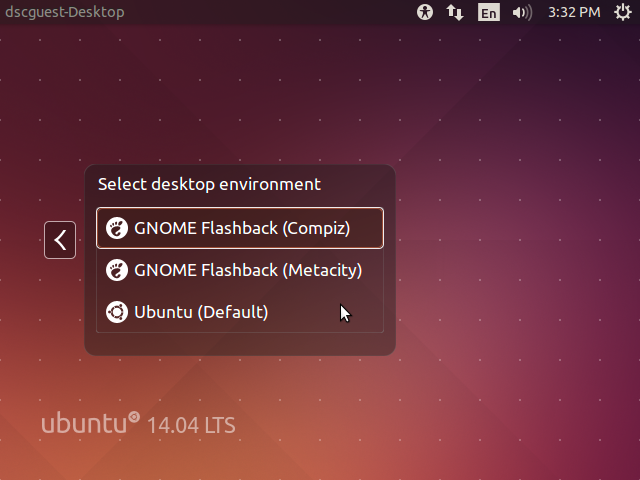 dscguest-Desktop
En
3:32 PM
Select desktop environment
GNOME Flashback (Compiz)
GNOME Flashback (Metacity)
Ubuntu (Default)
ubuntu 14.04 LTS